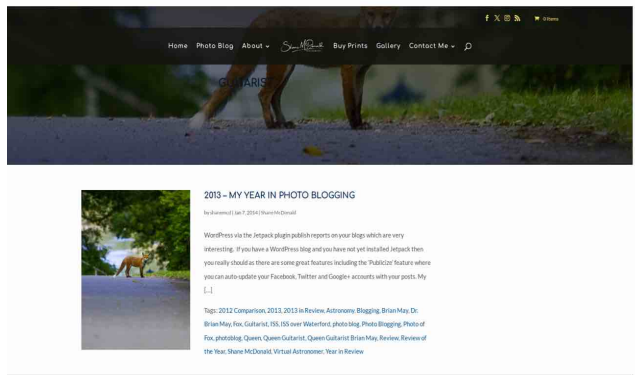 0 Items
Home Photo Blog About Shane McDonald Buy Prints Gallery Contact Me
GUITARIST
2013 – MY YEAR IN PHOTO BLOGGING
by shanemcd | Jan 7, 2014 | Shane McDonald
WordPress via the Jetpack plugin publish reports on your blogs which are very
interesting. If you have a WordPress blog and you have not yet installed Jetpack then
you really should as there are some great features including the 'Publicize' feature where
you can auto-update your Facebook, Twitter and Google+ accounts with your posts. My
[...]
Tags: 2012 Comparison, 2013, 2013 in Review, Astronomy, Blogging, Brian May, Dr.
Brian May, Fox, Guitarist, ISS, ISS over Waterford, photo blog, Photo Blogging, Photo of
Fox, photoblog, Queen, Queen Guitarist, Queen Guitarist Brian May, Review, Review of
the Year, Shane McDonald, Virtual Astronomer, Year in Review